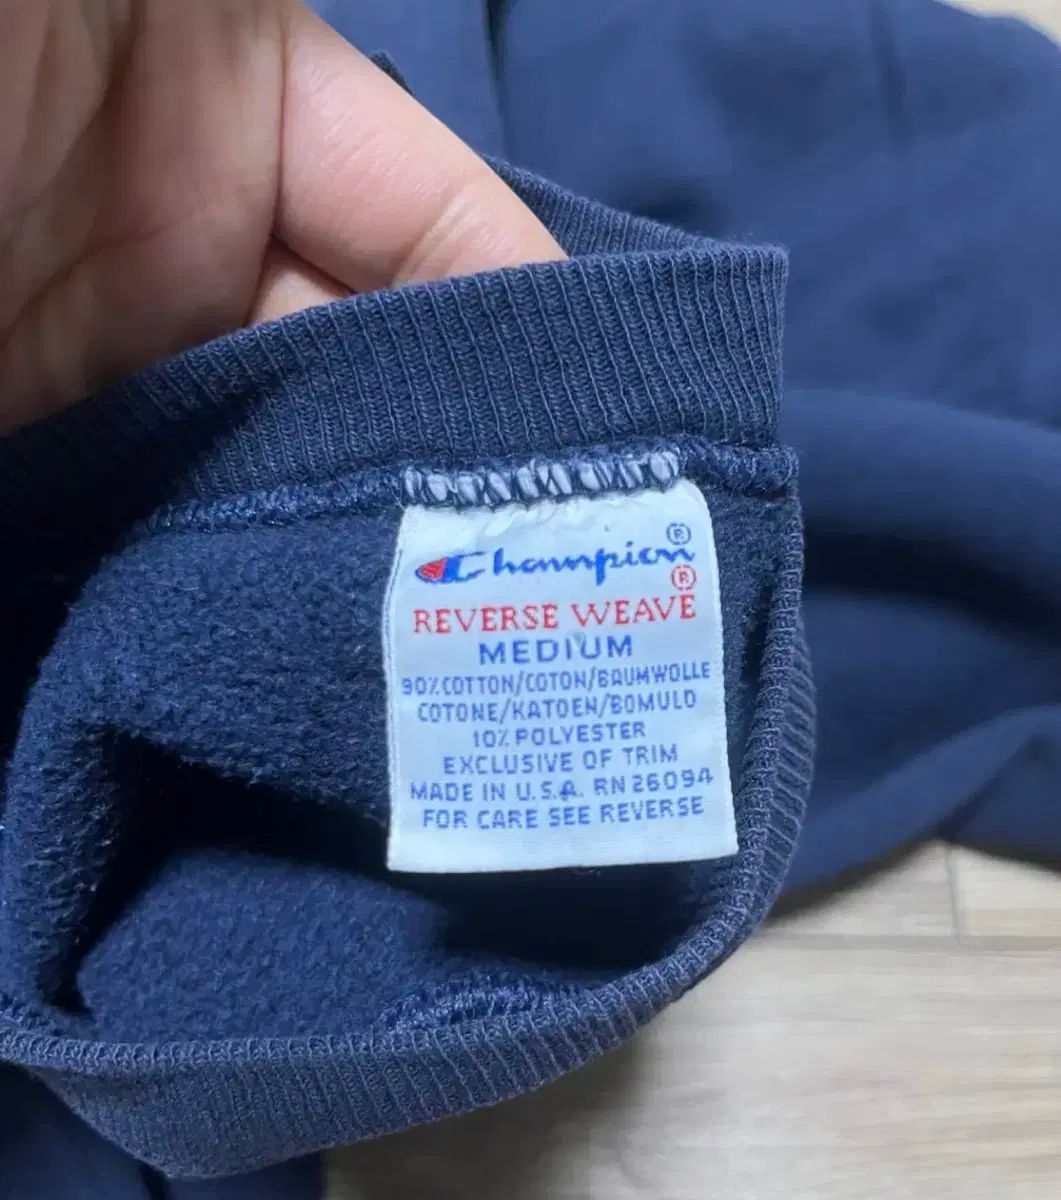 Champion®
REVERSE WEAVE®
MEDIUM
90% COTTON/COTON/BAUMWOLLE
COTONE/KATOEN/BOMULD
10% POLYESTER
EXCLUSIVE OF TRIM
MADE IN U.S.A. RN 26094
FOR CARE SEE REVERSE